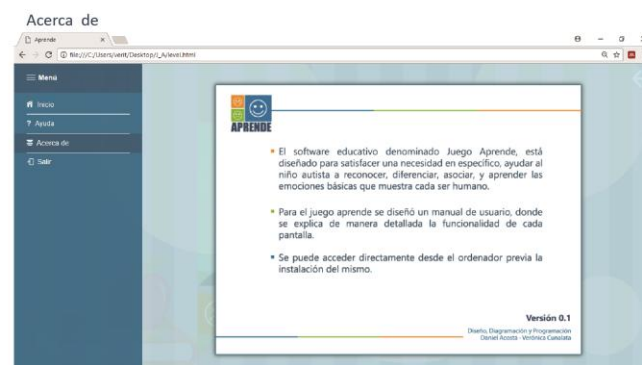 Acerca de
Aprende
file:///C:/Users/verit/Desktop/J_A/level.html
Menú
Inicio
? Ayuda
Acerca de
Salir
APRENDE
El software educativo denominado Juego Aprende, está
diseñado para satisfacer una necesidad en específico, ayudar al
niño autista a reconocer, diferenciar, asociar, y aprender las
emociones básicas que muestra cada ser humano.
Para el juego aprende se diseñó un manual de usuario, donde
se explica de manera detallada la funcionalidad de cada
pantalla.
Se puede acceder directamente desde el ordenador previa la
instalación del mismo.
Versión 0.1
Diseño, Diagramación y Programación
Daniel Acosta - Verónica Cunalata